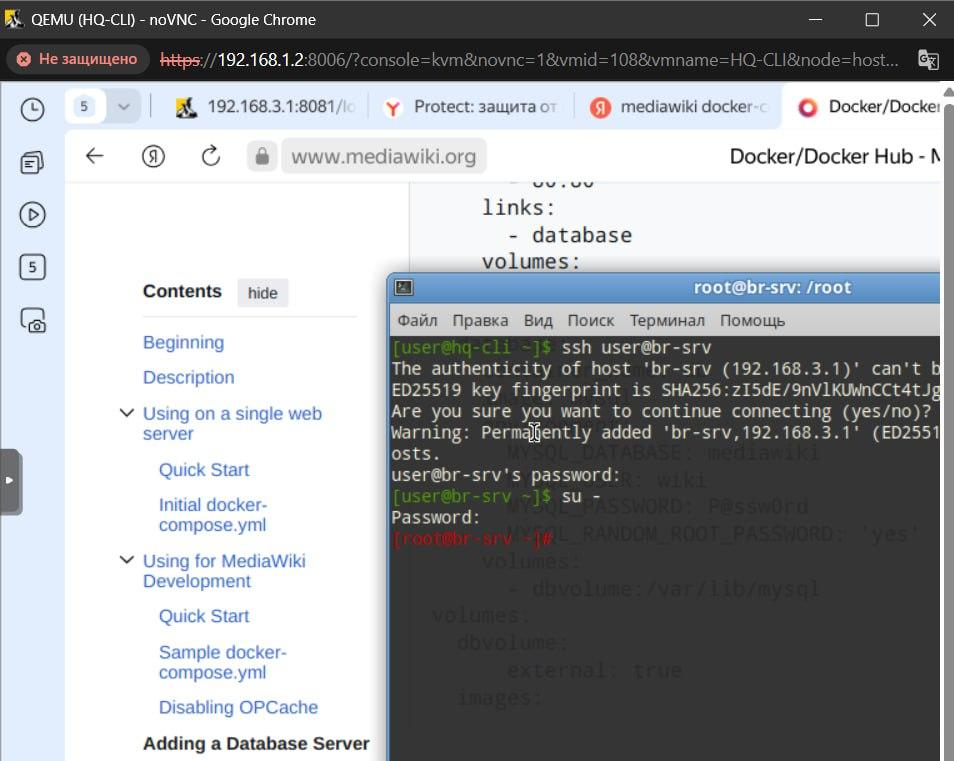 QEMU (HQ-CLI) - noVNC - Google Chrome
Не защищено https://192.168.1.2:8006/?console=kvm&novnc=1&vmid=108&vmname=HQ-CLI&node=host...
5 192.168.3.1:8081/lo Protect: защита от mediawiki docker-c Docker/Docker
www.mediawiki.org Docker/Docker Hub - M
5
- 80:80
links:
- database
volumes:
Contents hide
Beginning
Description
Using on a single web
server
Quick Start
Initial docker-
compose.yml
Using for MediaWiki
Development
Quick Start
Sample docker-
compose.yml
Disabling OPCache
Adding a Database Server
root@br-srv: /root
Файл Правка Вид Поиск Терминал Помощь
[user@hq-cli ~]$ ssh user@br-srv
The authenticity of host 'br-srv (192.168.3.1)' can't b
ED25519 key fingerprint is SHA256:zI5dE/9nVlKUWnCCt4tJg
Are you sure you want to continue connecting (yes/no)?
Warning: Permanently added 'br-srv,192.168.3.1' (ED2551
osts.
user@br-srv's password:
[user@br-srv ~]$ su -
Password:
[root@br-srv ~]#
MYSQL_DATABASE: mediawiki
MYSQL_USER: wiki
MYSQL_PASSWORD: P@ssw0rd
MYSQL_RANDOM_ROOT_PASSWORD: 'yes'
volumes:
- dbvolume:/var/lib/mysql
volumes:
dbvolume:
external: true
images: